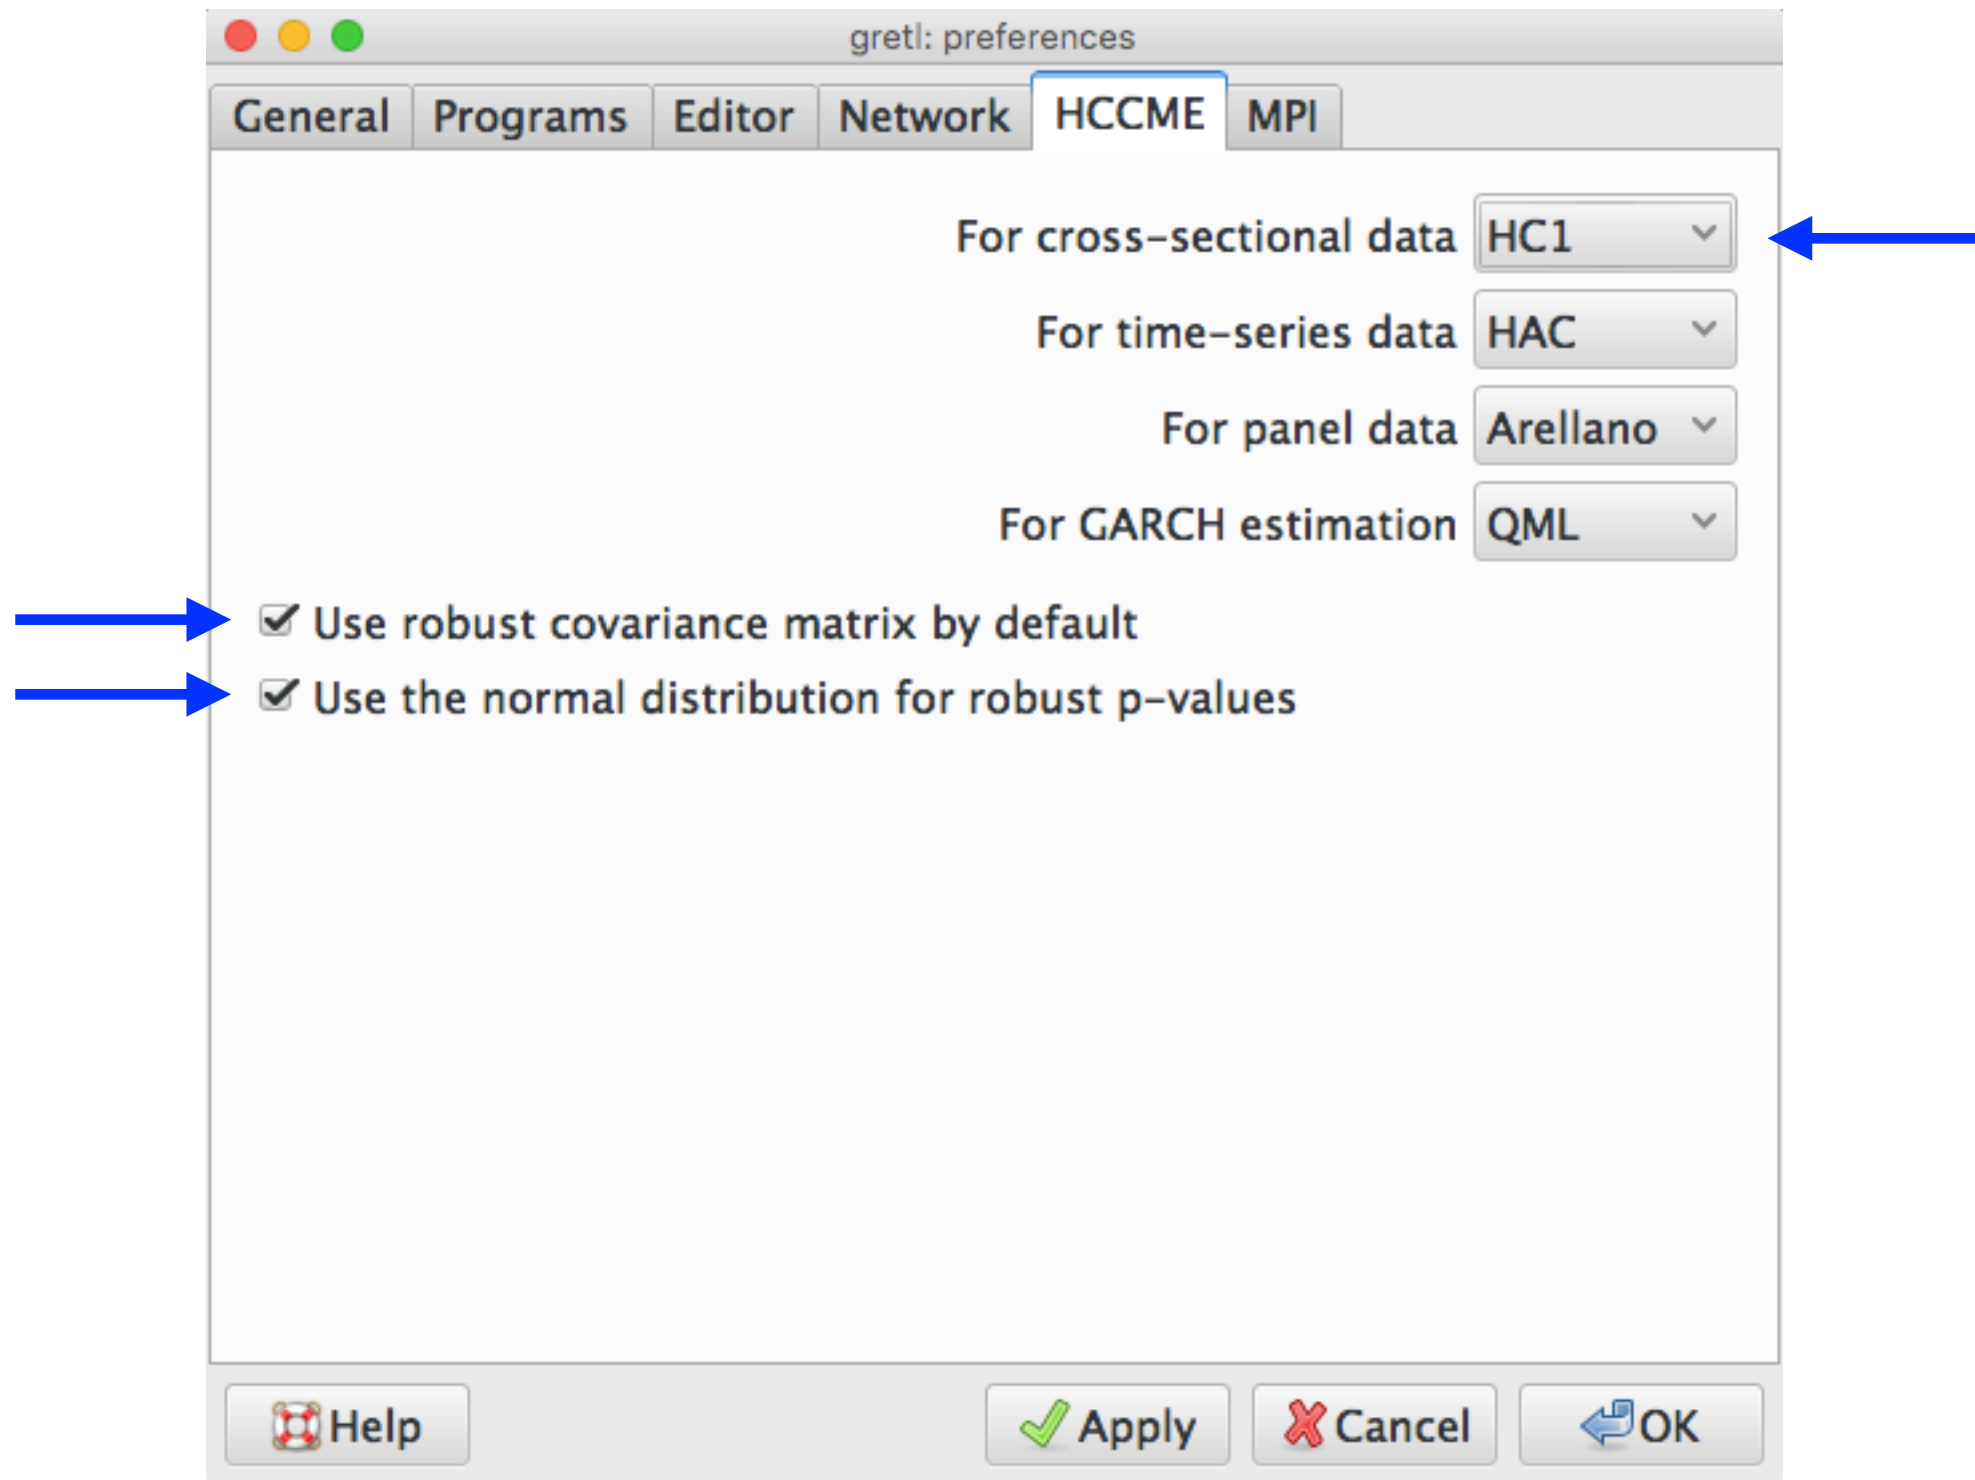 gretl: preferences
General Programs Editor Network HCCME MPI
For cross-sectional data HC1
For time-series data HAC
For panel data Arellano
For GARCH estimation QML
Use robust covariance matrix by default
Use the normal distribution for robust p-values
Help Apply Cancel OK